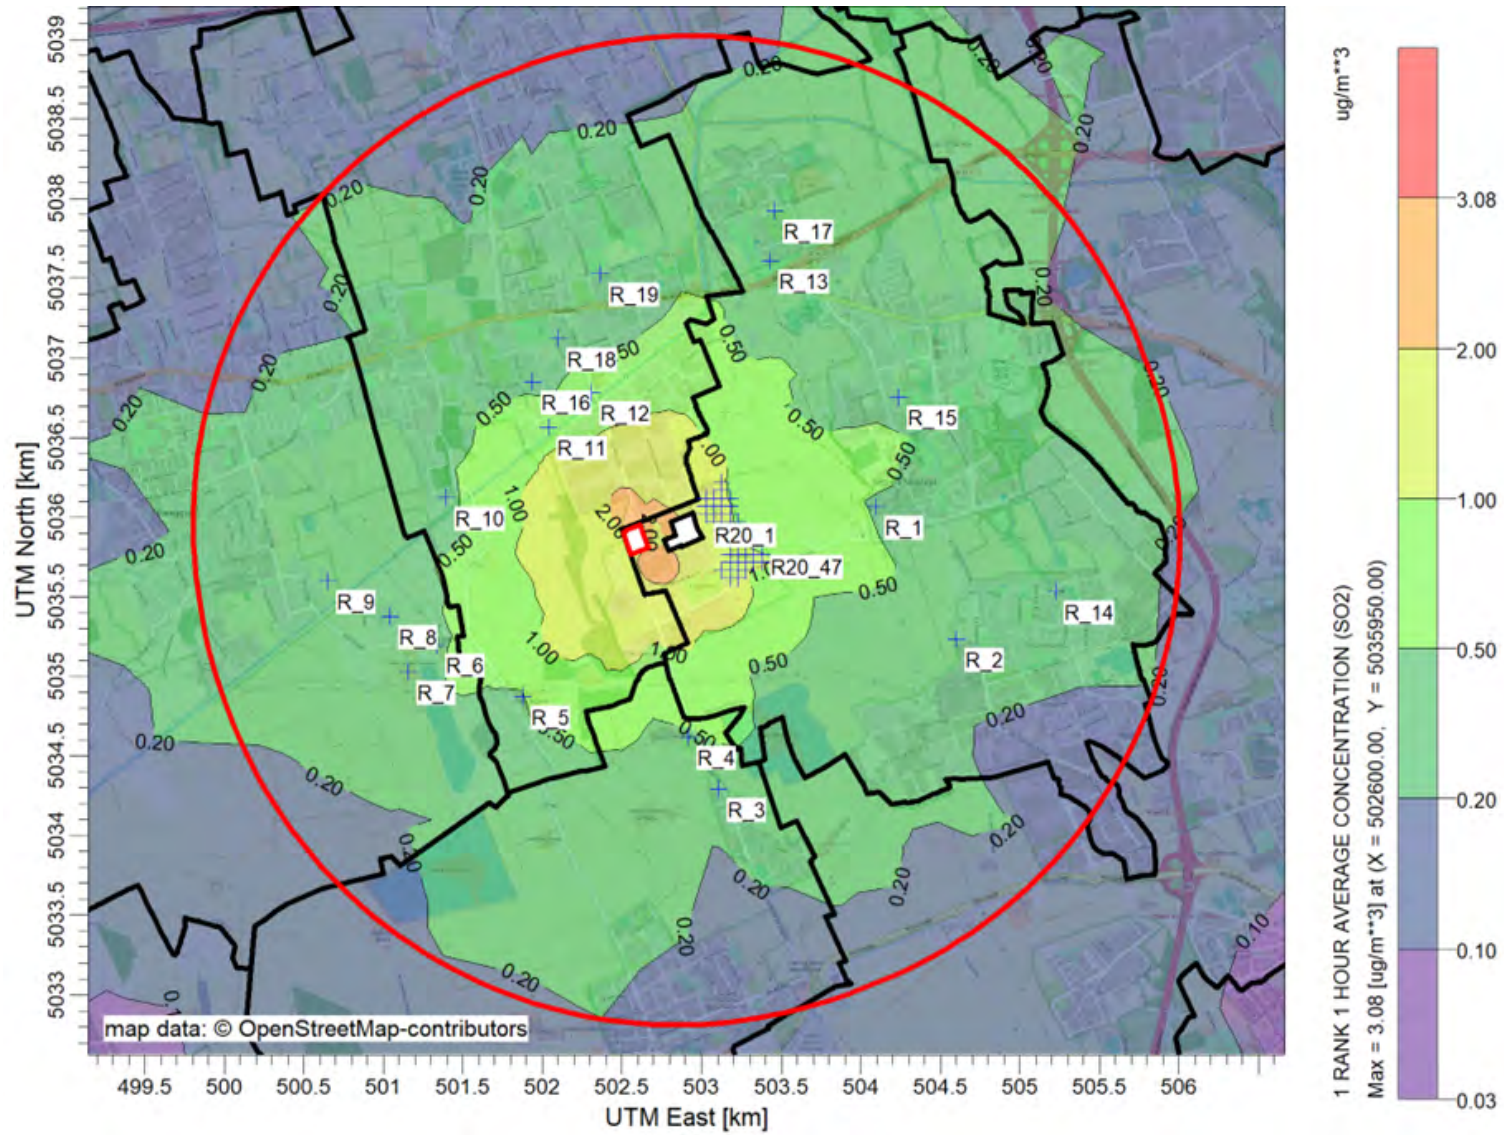 5039
5038.5
5038
5037.5
5037
5036.5
5036
5035.5
5035
5034.5
5034
5033.5
5033
UTM North [km]
0.20
0.20
0.20
0.20
0.20
0.20
0.20
0.20
0.20
0.20
0.20
R_17
R_13
R_19
0.50
R_18
R_16
R_12
0.50
R_11
0.50
R_15
0.50
1.00
R_10
2.00
R20_1
R_1
0.50
0.20
R20_47
0.50
R_9
R_14
R_8
1.00
1.00
R_6
R_2
0.50
R_7
0.20
R_5
0.20
0.20
0.50
R_4
0.20
R_3
0.20
0.20
0.20
0.20
0.20
0.10
0.20
map data: © OpenStreetMap-contributors
499.5 500 500.5 501 501.5 502 502.5 503 503.5 504 504.5 505 505.5 506
UTM East [km]
ug/m**3
1 RANK 1 HOUR AVERAGE CONCENTRATION (SO2)
Max = 3.08 [ug/m**3] at (X = 502600.00, Y = 5035950.00)
3.08
2.00
1.00
0.50
0.20
0.10
0.03